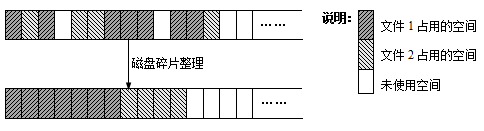 ……
说明：
文件 1 占用的空间
文件 2 占用的空间
未使用空间
磁盘碎片整理
……